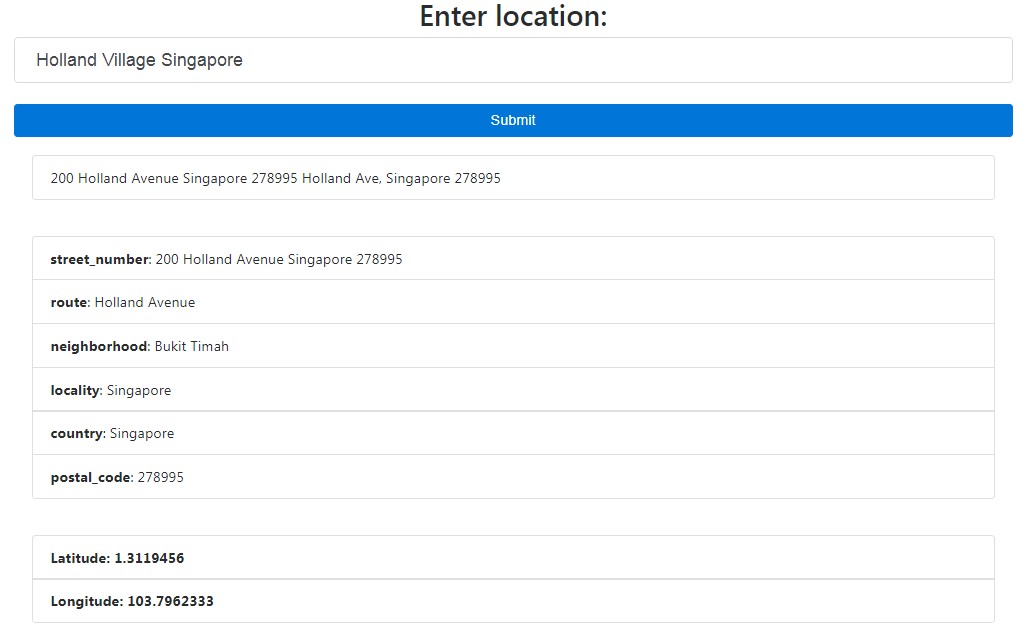 Enter location:
Holland Village Singapore
Submit
200 Holland Avenue Singapore 278995 Holland Ave, Singapore 278995
street_number: 200 Holland Avenue Singapore 278995
route: Holland Avenue
neighborhood: Bukit Timah
locality: Singapore
country: Singapore
postal_code: 278995
Latitude: 1.3119456
Longitude: 103.7962333